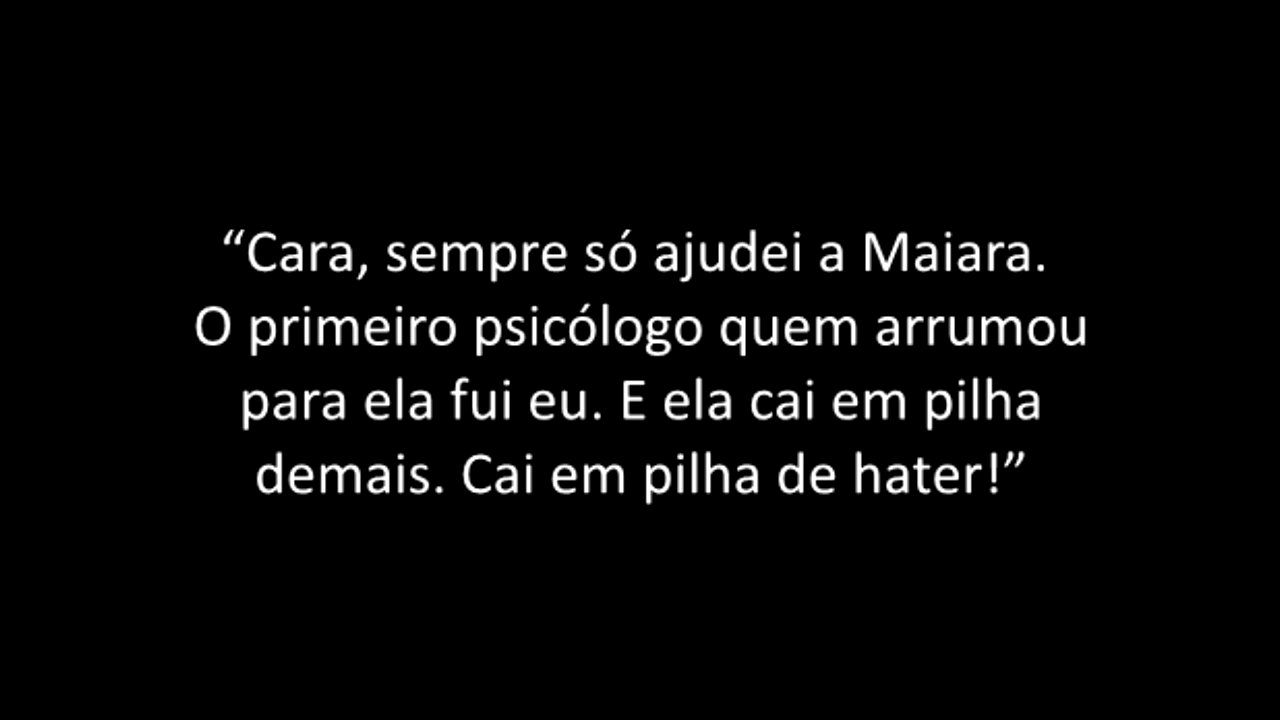 “Cara, sempre só ajudei a Maiara.
O primeiro psicólogo quem arrumou
para ela fui eu. E ela cai em pilha
demais. Cai em pilha de hater!”